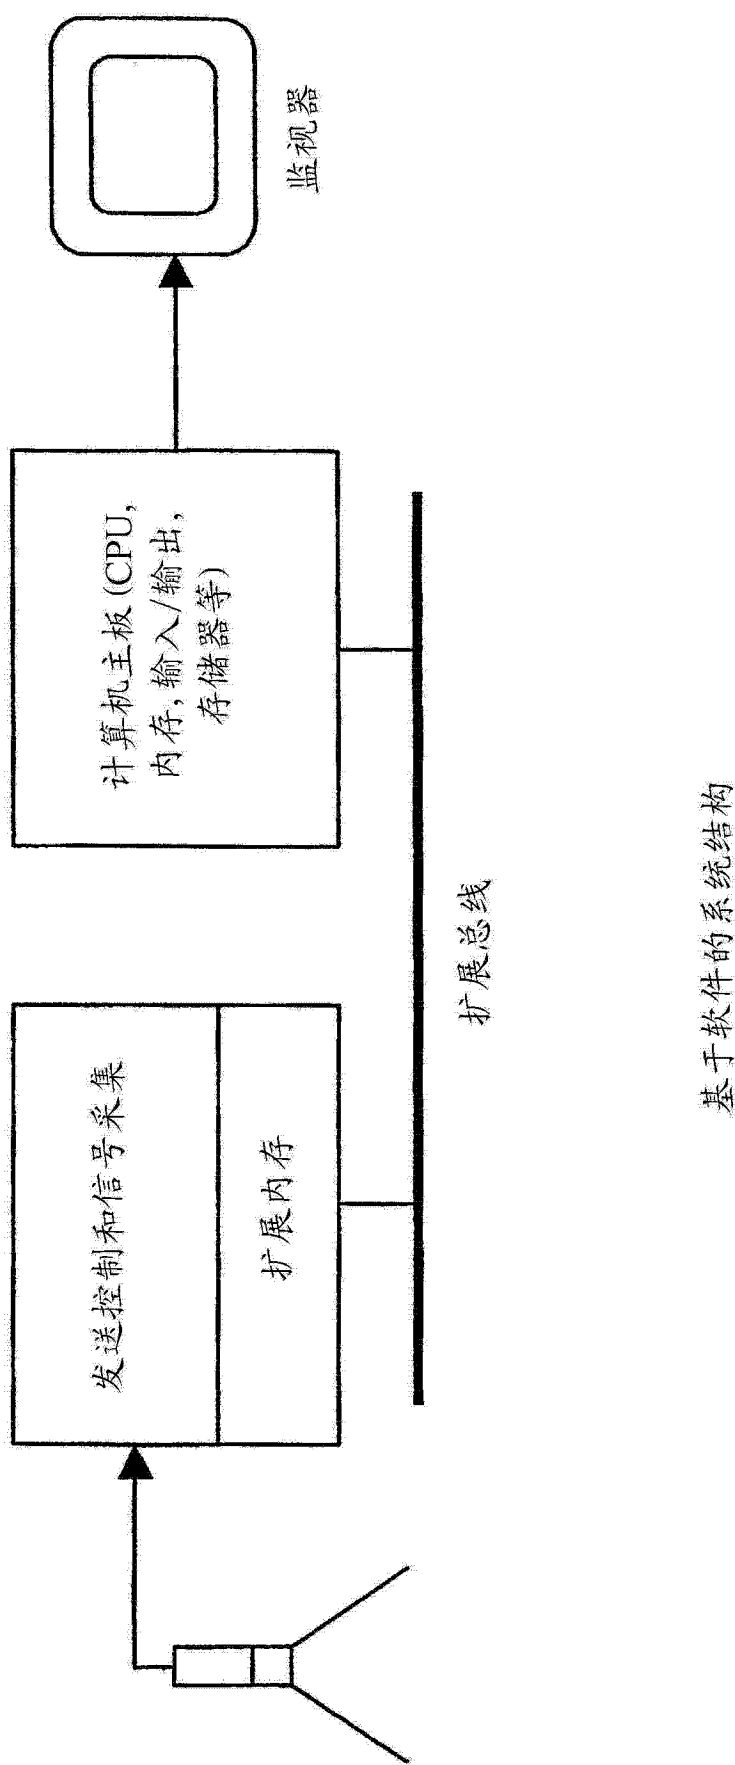 发送控制和信号采集
扩展内存
计算机主板(CPU,
内存,输入/输出,
存储器等)
监视器
扩展总线
基于软件的系统结构